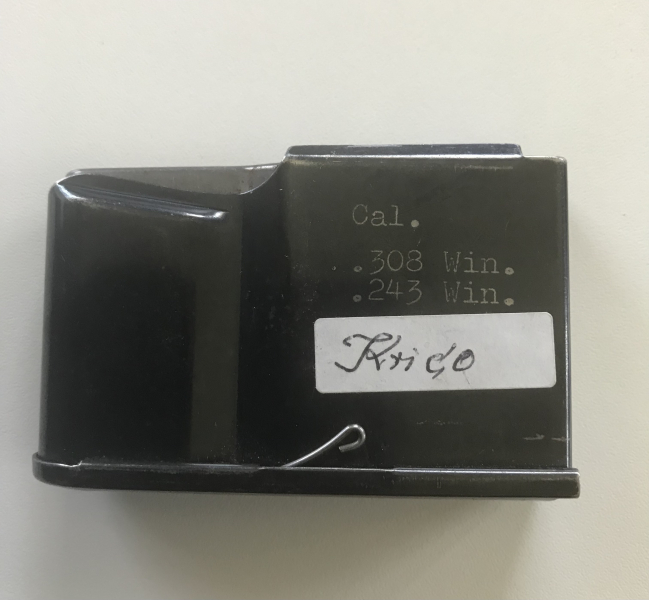 Cal.
.308 Win.
.243 Win.
Krico